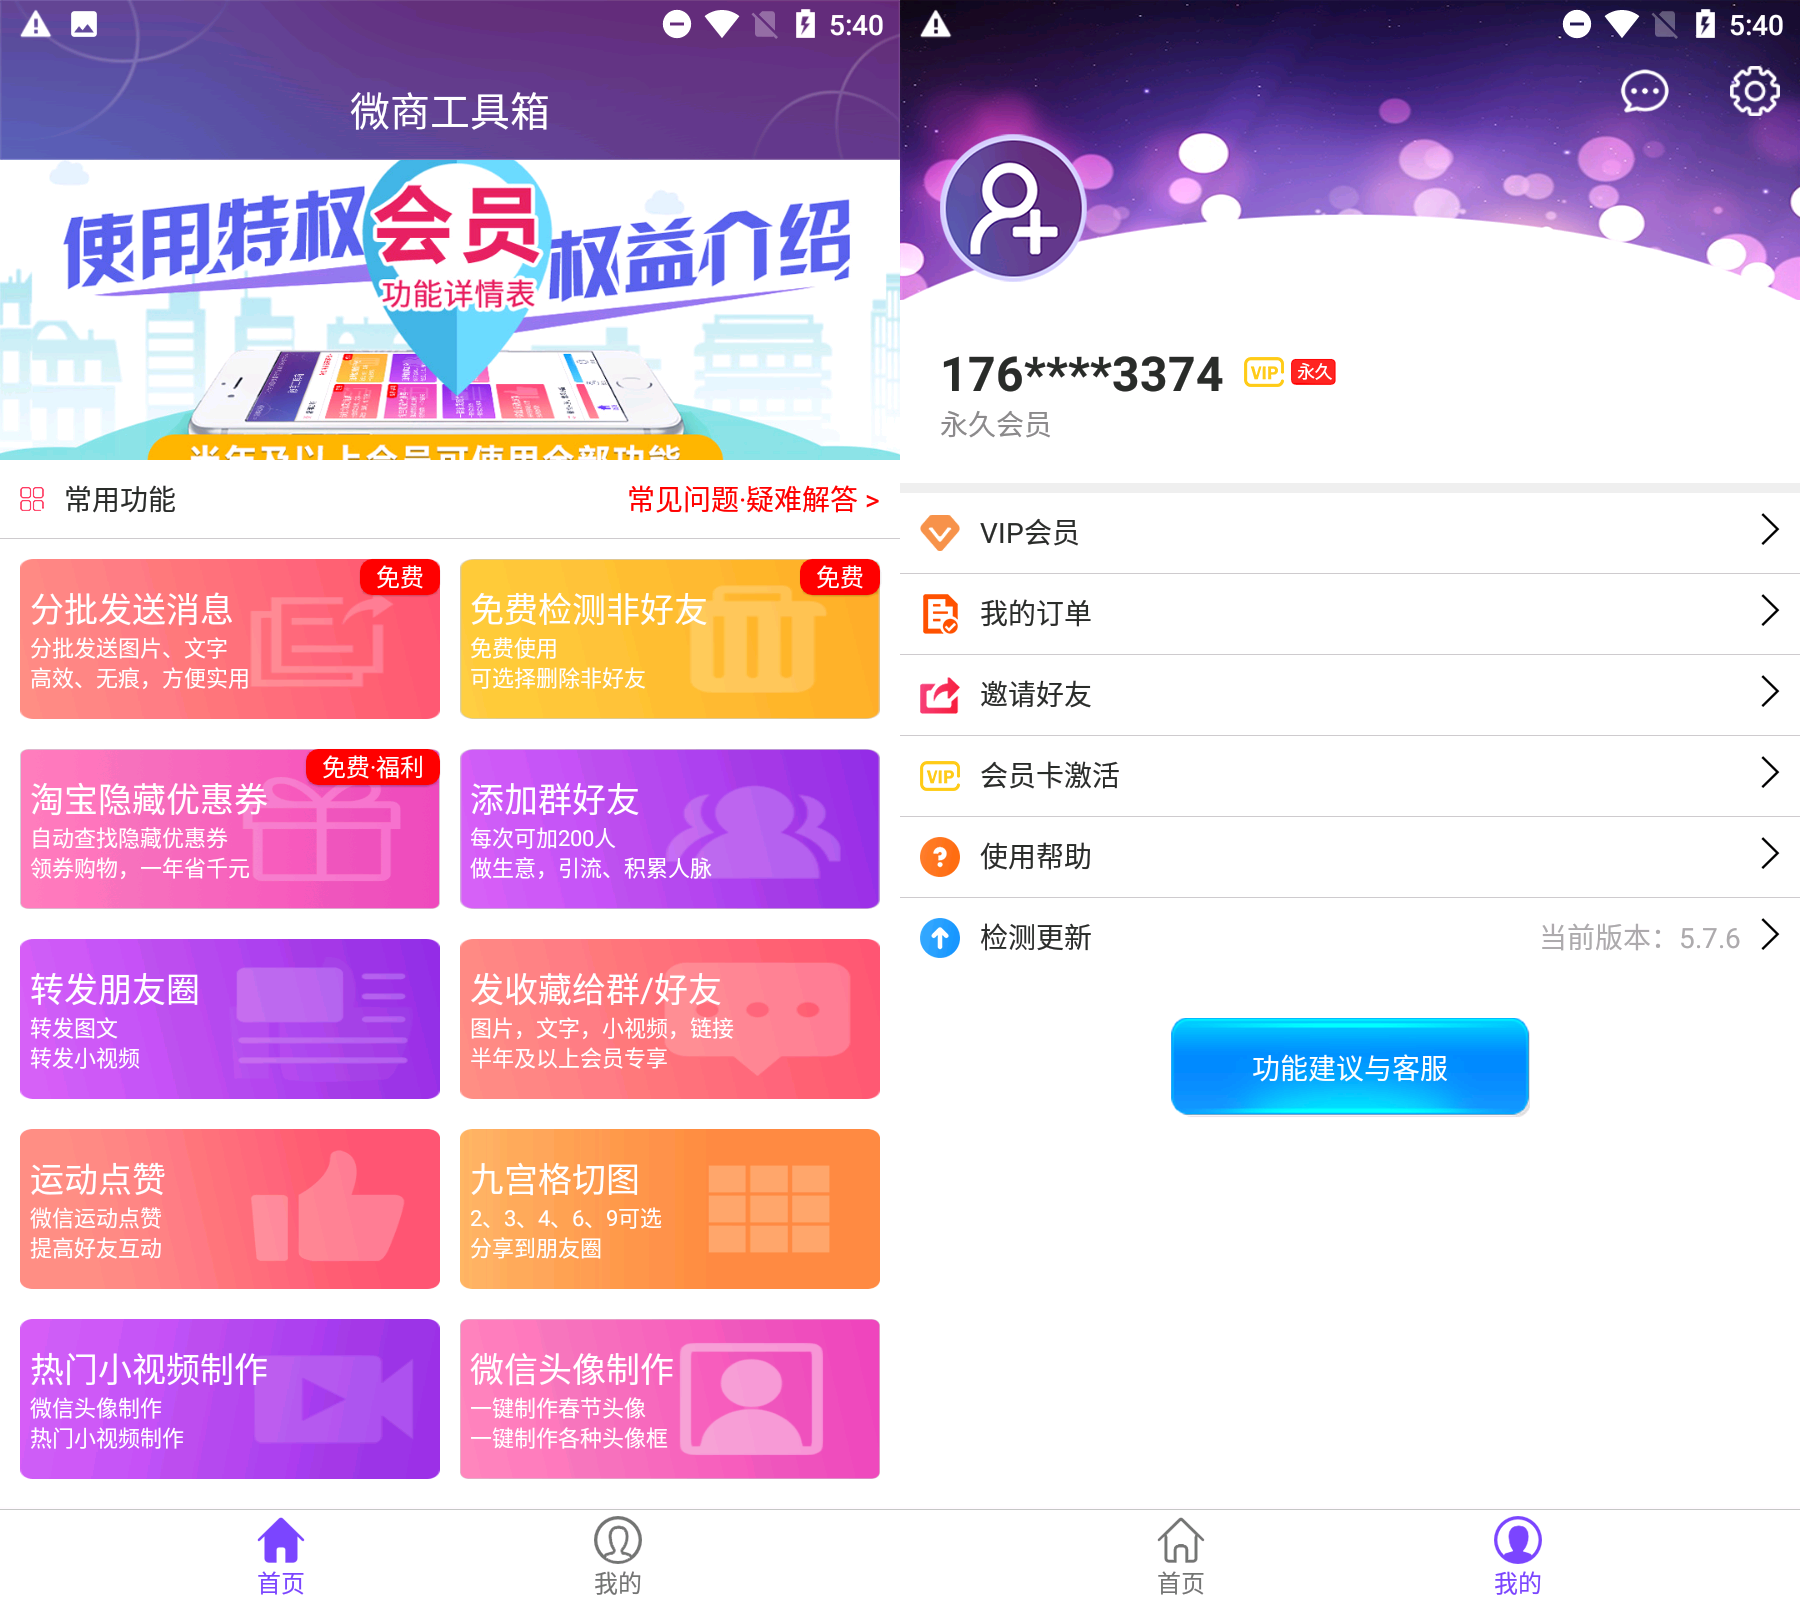 5:40
微商工具箱
使用特权
会员
权益介绍
功能详情表
半年及以上会员可使用全部功能
常用功能
常见问题·疑难解答 >
免费
分批发送消息
分批发送图片、文字
高效、无痕，方便实用
免费
免费检测非好友
免费使用
可选择删除非好友
免费·福利
淘宝隐藏优惠券
自动查找隐藏优惠券
领券购物，一年省千元
添加群好友
每次可加200人
做生意，引流、积累人脉
转发朋友圈
转发图文
转发小视频
发收藏给群/好友
图片，文字，小视频，链接
半年及以上会员专享
运动点赞
微信运动点赞
提高好友互动
九宫格切图
2、3、4、6、9可选
分享到朋友圈
热门小视频制作
微信头像制作
热门小视频制作
微信头像制作
一键制作春节头像
一键制作各种头像框
首页
我的
5:40
176****3374 VIP 永久
永久会员
VIP会员
我的订单
邀请好友
VIP 会员卡激活
使用帮助
检测更新
当前版本：5.7.6
功能建议与客服
首页
我的